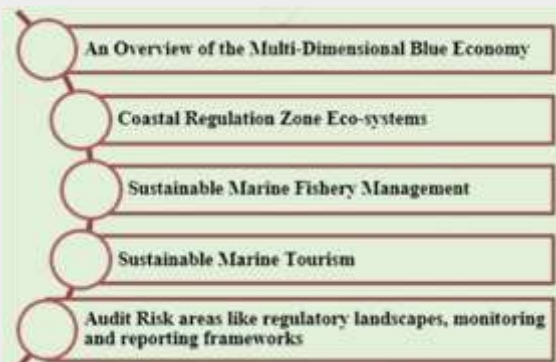 An Overview of the Multi-Dimensional Blue Economy
Coastal Regulation Zone Eco-systems
Sustainable Marine Fishery Management
Sustainable Marine Tourism
Audit Risk areas like regulatory landscapes, monitoring
and reporting frameworks